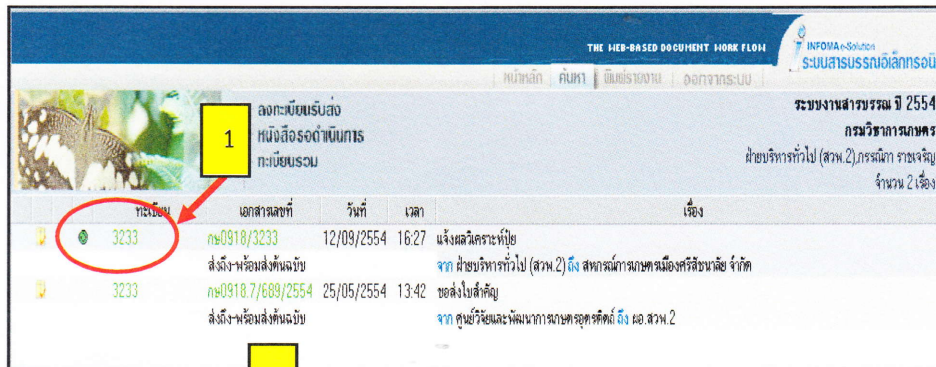 THE WEB-BASED DOCUMENT WORK FLOW
INFOMA e-Solution
ระบบสารบรรณอิเล็กทรอนิ
หน้าหลัก ค้นหา พิมพ์รายงาน ออกจากระบบ
ลงทะเบียนรับส่ง
หนังสือรอดำเนินการ
ทะเบียนรวม
1
ระบบงานสารบรรณ ปี 2554
กรมวิชาการเกษตร
ฝ่ายบริหารทั่วไป (สวพ.2),กรรณิกา ราชเจริญ
จำนวน 2 เรื่อง
ทะเบียน เอกสารเลขที่ วันที่ เวลา เรื่อง
3233 กษ0918/3233 12/09/2554 16:27 แจ้งผลวิเคราะห์ปุ๋ย
ส่งถึง-พร้อมส่งต้นฉบับ จาก ฝ่ายบริหารทั่วไป (สวพ.2) ถึง สหกรณ์การเกษตรเมืองศรีสัชนาลัย จำกัด
3233 กษ0918.7/689/2554 25/05/2554 13:42 ขอส่งใบสำคัญ
ส่งถึง-พร้อมส่งต้นฉบับ จาก ศูนย์วิจัยและพัฒนาการเกษตรอุตรดิตถ์ ถึง ผอ.สวพ.2